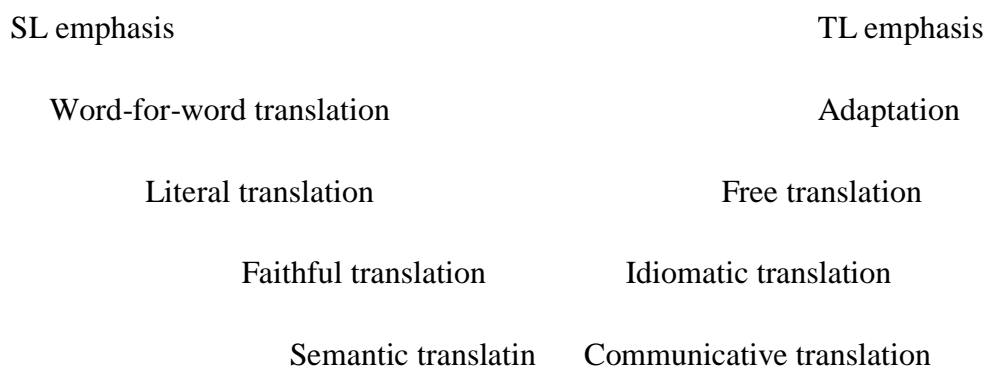 SL emphasis TL emphasis
Word-for-word translation Adaptation
Literal translation Free translation
Faithful translation Idiomatic translation
Semantic translatin Communicative translation